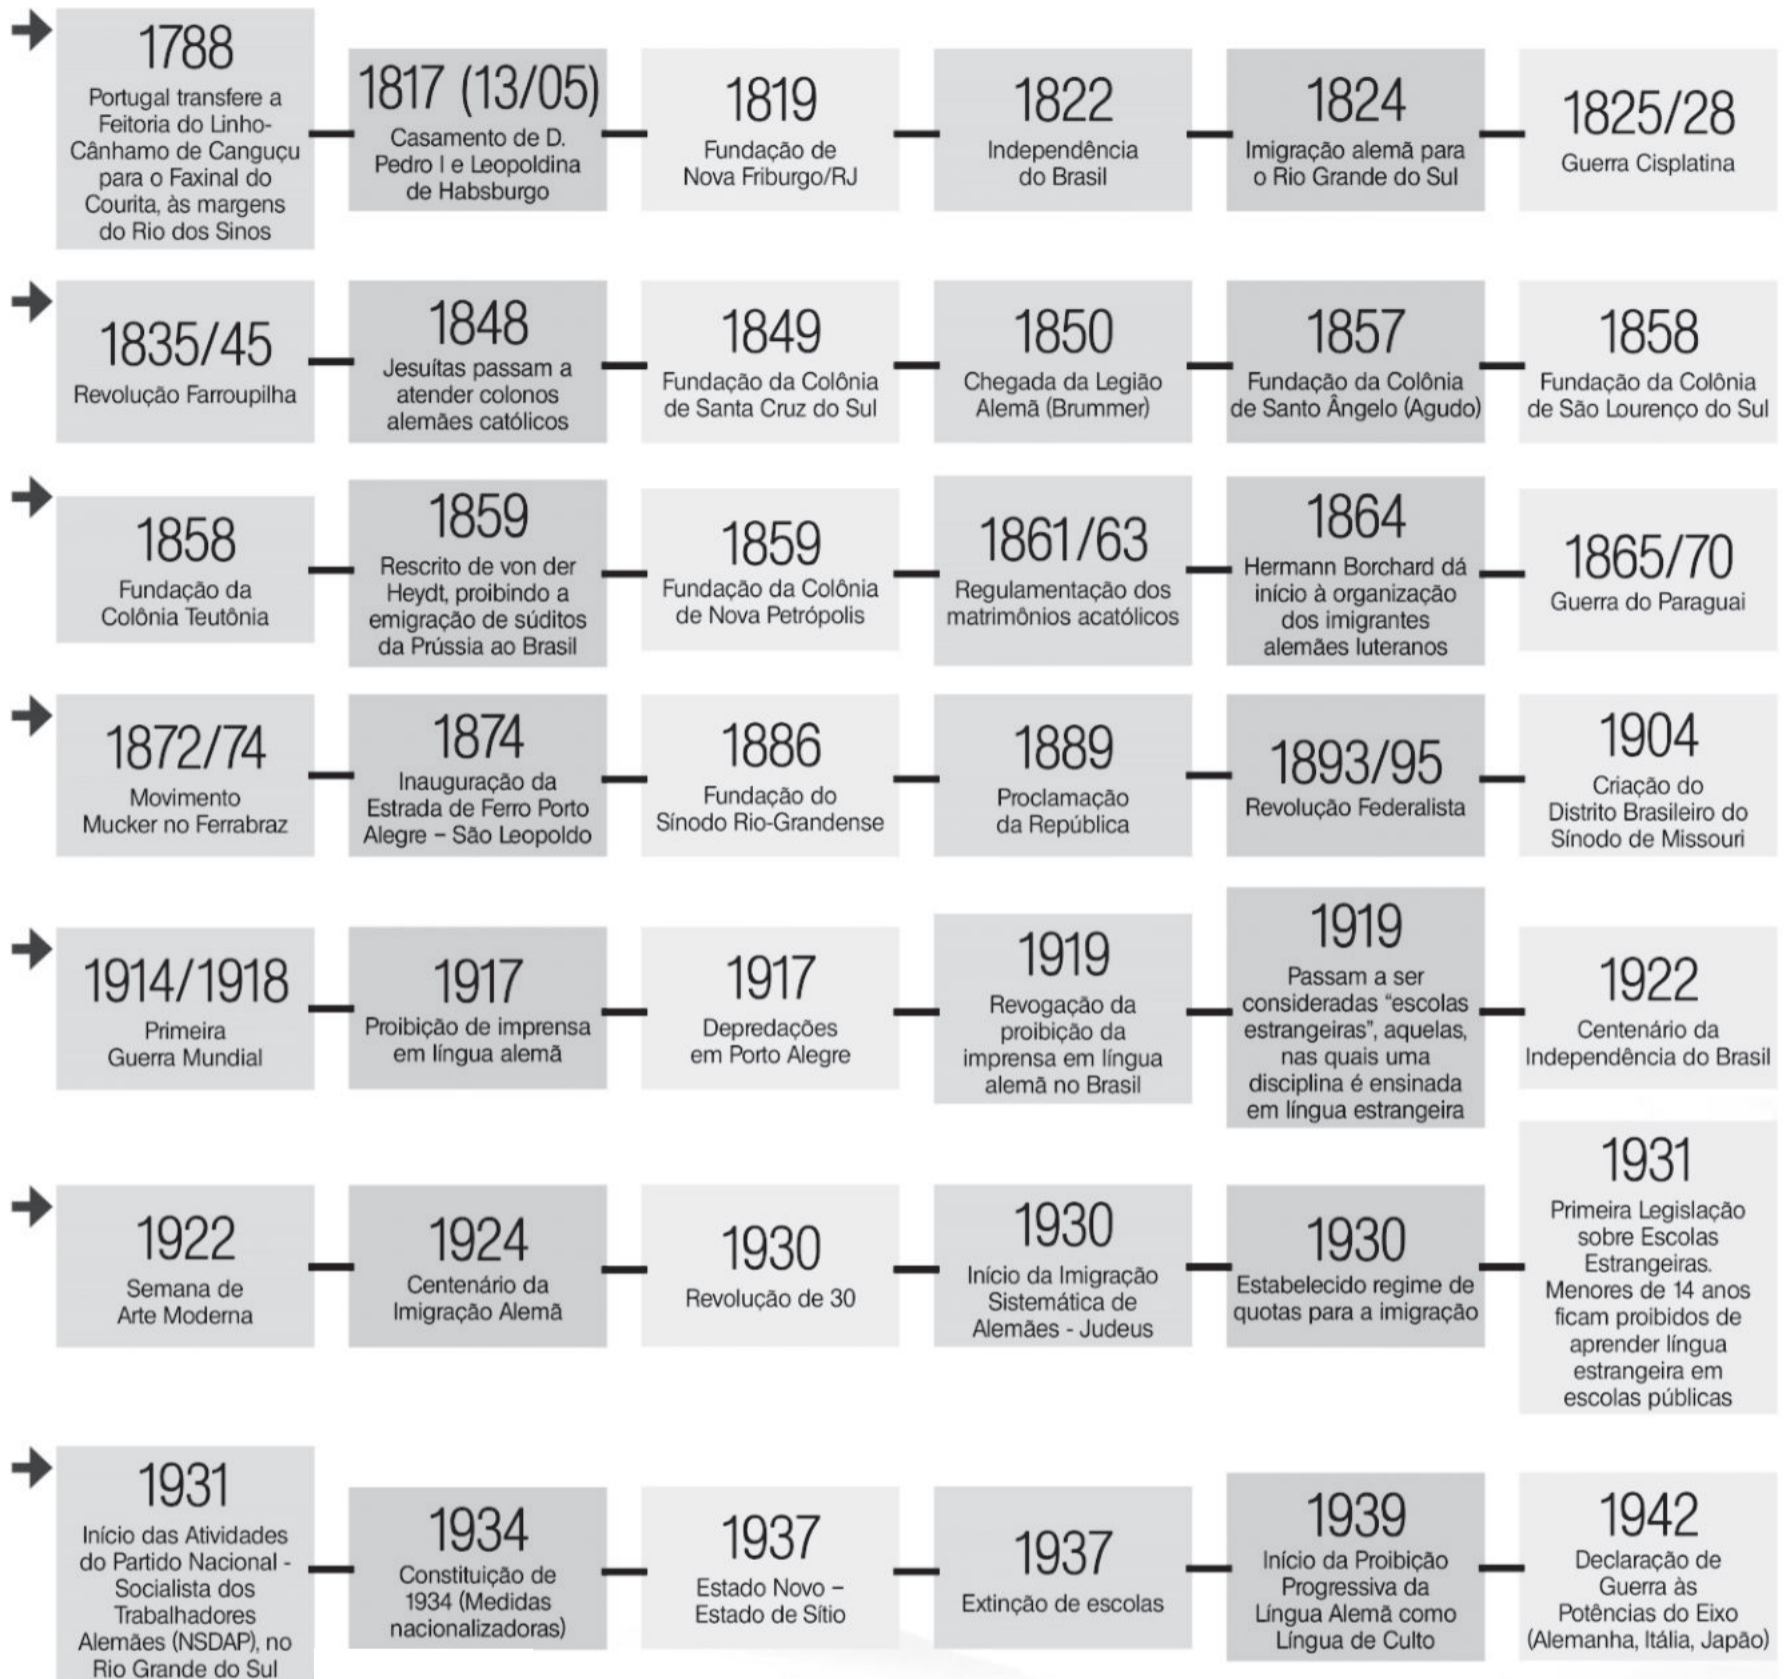 1788
Portugal transfere a
Feitoria do Linho-
Cânhamo de Canguçu
para o Faxinal do
Courita, às margens
do Rio dos Sinos
1817 (13/05)
Casamento de D.
Pedro I e Leopoldina
de Habsburgo
1819
Fundação de
Nova Friburgo/RJ
1822
Independência
do Brasil
1824
Imigração alemã para
o Rio Grande do Sul
1825/28
Guerra Cisplatina
1835/45
Revolução Farroupilha
1848
Jesuítas passam a
atender colonos
alemães católicos
1849
Fundação da Colônia
de Santa Cruz do Sul
1850
Chegada da Legião
Alemã (Brummer)
1857
Fundação da Colônia
de Santo Ângelo (Agudo)
1858
Fundação da Colônia
de São Lourenço do Sul
1858
Fundação da
Colônia Teutônia
1859
Rescrito de von der
Heydt, proibindo a
emigração de súditos
da Prússia ao Brasil
1859
Fundação da Colônia
de Nova Petrópolis
1861/63
Regulamentação dos
matrimônios acatólicos
1864
Hermann Borchard dá
início à organização
dos imigrantes
alemães luteranos
1865/70
Guerra do Paraguai
1872/74
Movimento
Mucker no Ferrabraz
1874
Inauguração da
Estrada de Ferro Porto
Alegre – São Leopoldo
1886
Fundação do
Sínodo Rio-Grandense
1889
Proclamação
da República
1893/95
Revolução Federalista
1904
Criação do
Distrito Brasileiro do
Sínodo de Missouri
1914/1918
Primeira
Guerra Mundial
1917
Proibição de imprensa
em língua alemã
1917
Depredações
em Porto Alegre
1919
Revogação da
proibição da
imprensa em língua
alemã no Brasil
1919
Passam a ser
consideradas “escolas
estrangeiras”, aquelas,
nas quais uma
disciplina é ensinada
em língua estrangeira
1922
Centenário da
Independência do Brasil
1922
Semana de
Arte Moderna
1924
Centenário da
Imigração Alemã
1930
Revolução de 30
1930
Início da Imigração
Sistemática de
Alemães - Judeus
1930
Estabelecido regime de
quotas para a imigração
1931
Primeira Legislação
sobre Escolas
Estrangeiras.
Menores de 14 anos
ficam proibidos de
aprender língua
estrangeira em
escolas públicas
1931
Início das Atividades
do Partido Nacional -
Socialista dos
Trabalhadores
Alemães (NSDAP), no
Rio Grande do Sul
1934
Constituição de
1934 (Medidas
nacionalizadoras)
1937
Estado Novo –
Estado de Sítio
1937
Extinção de escolas
1939
Início da Proibição
Progressiva da
Língua Alemã como
Língua de Culto
1942
Declaração de
Guerra às
Potências do Eixo
(Alemanha, Itália, Japão)